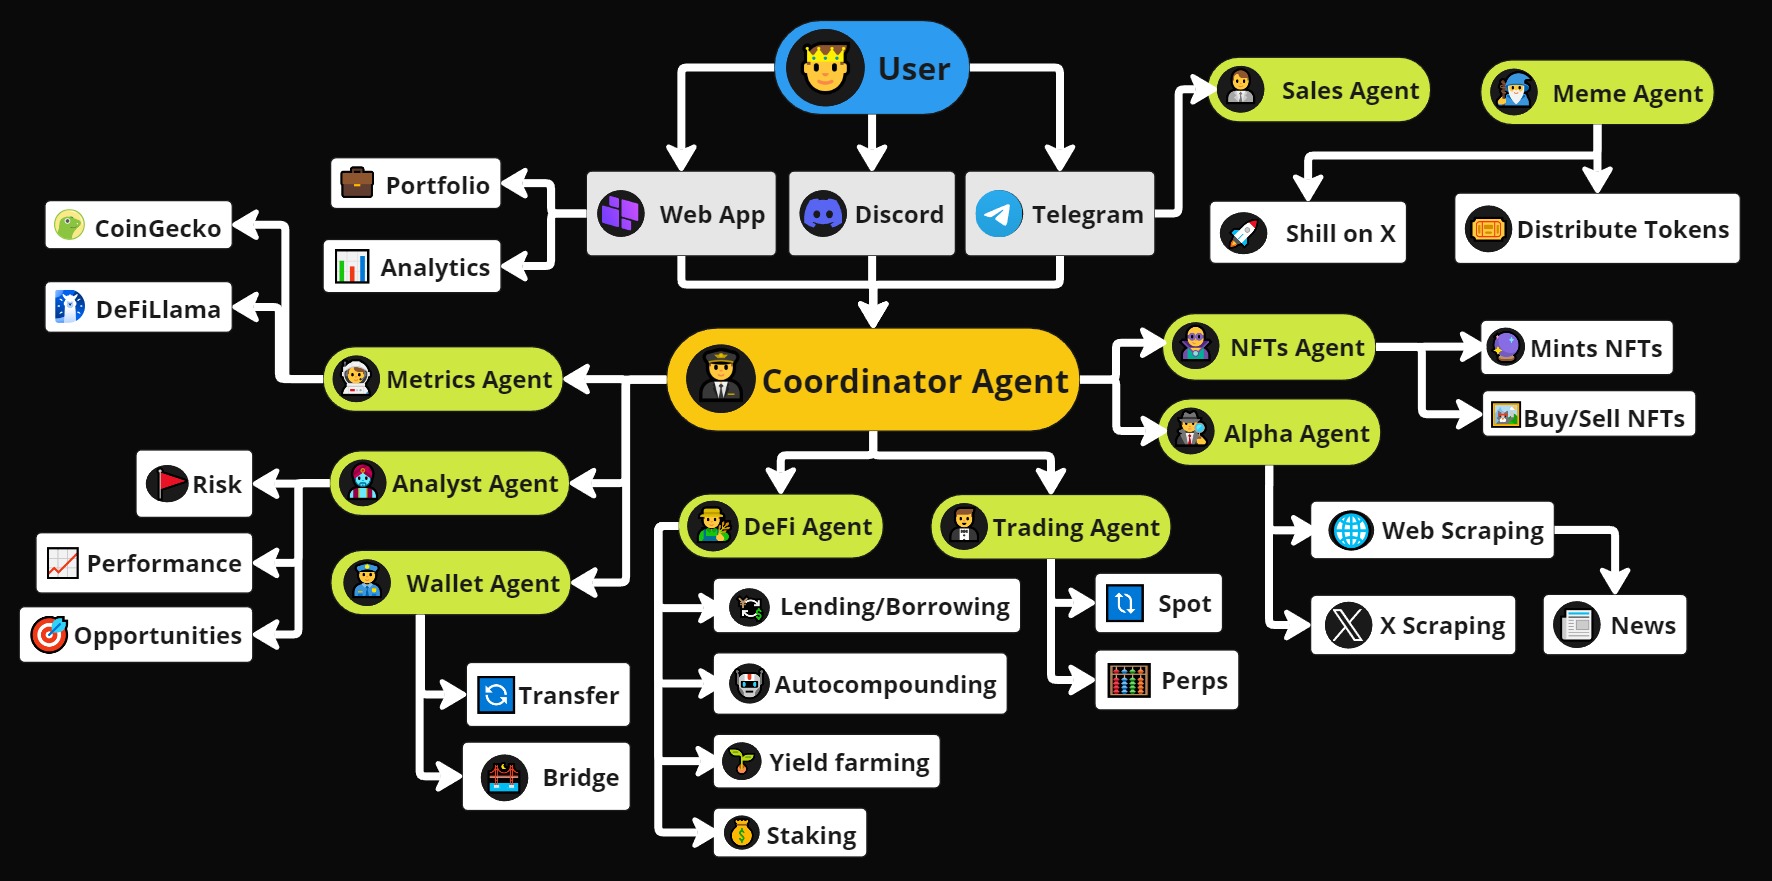 User
Sales Agent
Meme Agent
Portfolio
Web App
Discord
Telegram
CoinGecko
Analytics
Shill on X
Distribute Tokens
DeFiLlama
Metrics Agent
Coordinator Agent
NFTs Agent
Mints NFTs
Buy/Sell NFTs
Alpha Agent
Risk
Analyst Agent
DeFi Agent
Trading Agent
Web Scraping
Performance
Wallet Agent
Lending/Borrowing
Spot
X Scraping
News
Opportunities
Transfer
Autocompounding
Perps
Bridge
Yield farming
Staking